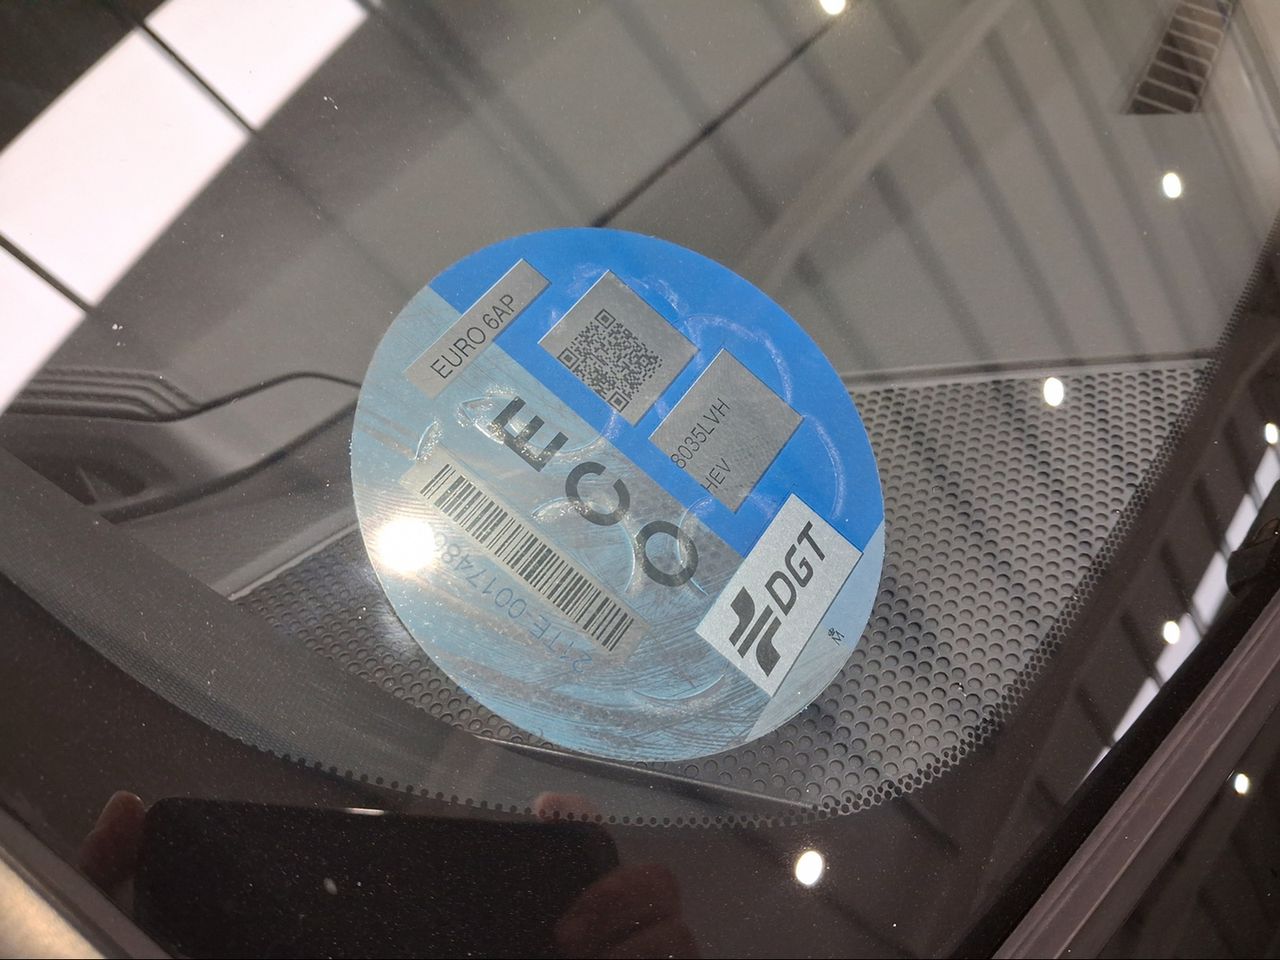 EURO 6AP
8035LVH
HEV
ECO
DGT
M